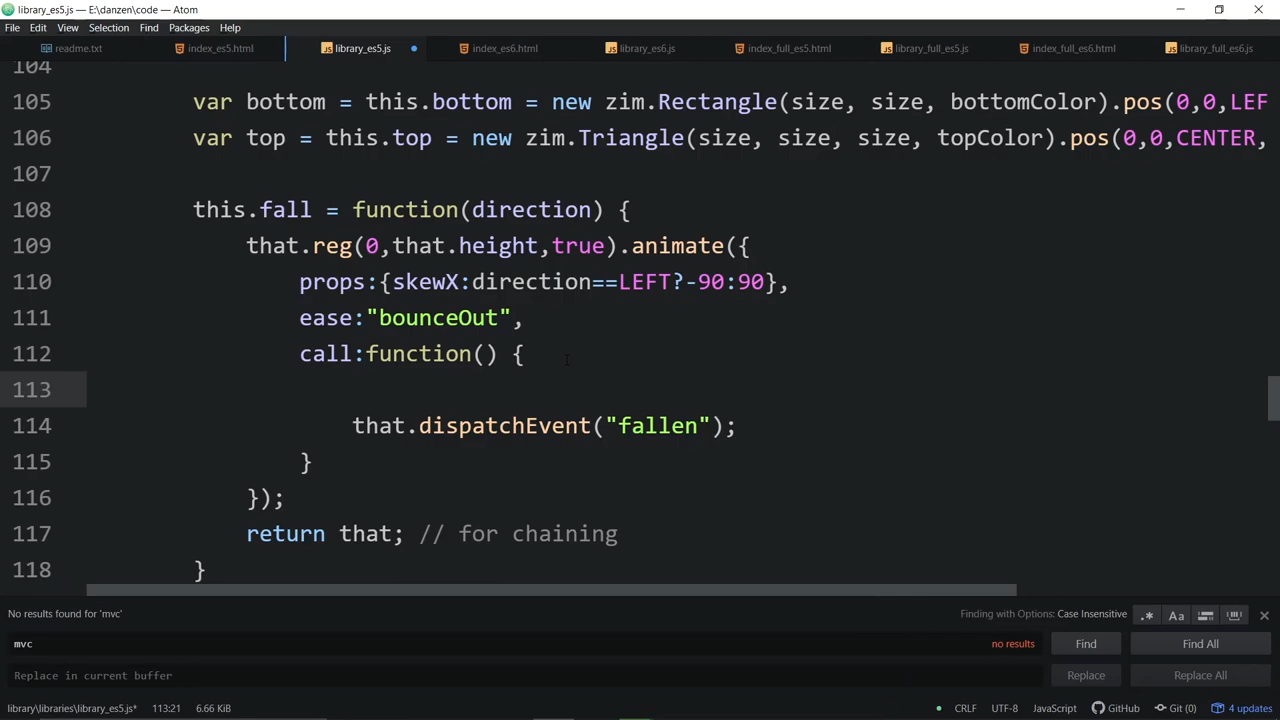 library_es5.js — E:\danzen\code — Atom
File Edit View Selection Find Packages Help
readme.txt index_es5.html library_es5.js index_es6.html library_es6.js index_full_es5.html library_full_es5.js index_full_es6.html library_full_es6.js
104
105 var bottom = this.bottom = new zim.Rectangle(size, size, bottomColor).pos(0,0,LEF
106 var top = this.top = new zim.Triangle(size, size, size, topColor).pos(0,0,CENTER,
107
108 this.fall = function(direction) {
109 that.reg(0,that.height,true).animate({
110 props:{skewX:direction==LEFT?-90:90},
111 ease:"bounceOut",
112 call:function() {
113
114 that.dispatchEvent("fallen");
115 }
116 });
117 return that; // for chaining
118 }
No results found for 'mvc' Finding with Options: Case Insensitive .* Aa
mvc no results Find Find All
Replace in current buffer Replace Replace All
library\libraries\library_es5.js* 113:21 6.66 KiB CRLF UTF-8 JavaScript GitHub Git (0) 4 updates